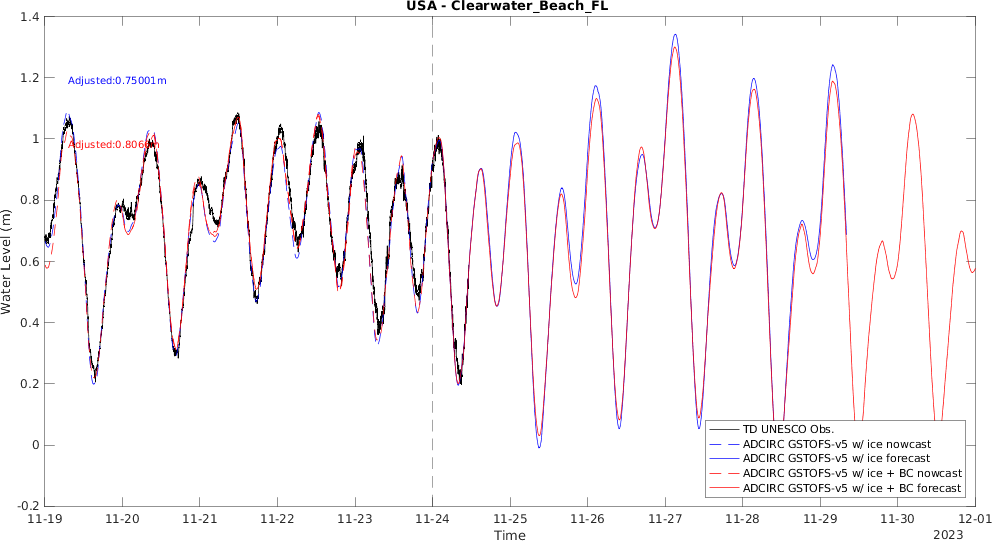 USA - Clearwater_Beach_FL
1.4
1.2
1
0.8
0.6
0.4
0.2
0
-0.2
Water Level (m)
Adjusted:0.75001m
TD UNESCO Obs.
ADCIRC GSTOFS-v5 w/ ice nowcast
ADCIRC GSTOFS-v5 w/ ice forecast
ADCIRC GSTOFS-v5 w/ ice + BC nowcast
ADCIRC GSTOFS-v5 w/ ice + BC forecast
11-19 11-20 11-21 11-22 11-23 11-24 11-25 11-26 11-27 11-28 11-29 11-30 12-01
Time
2023